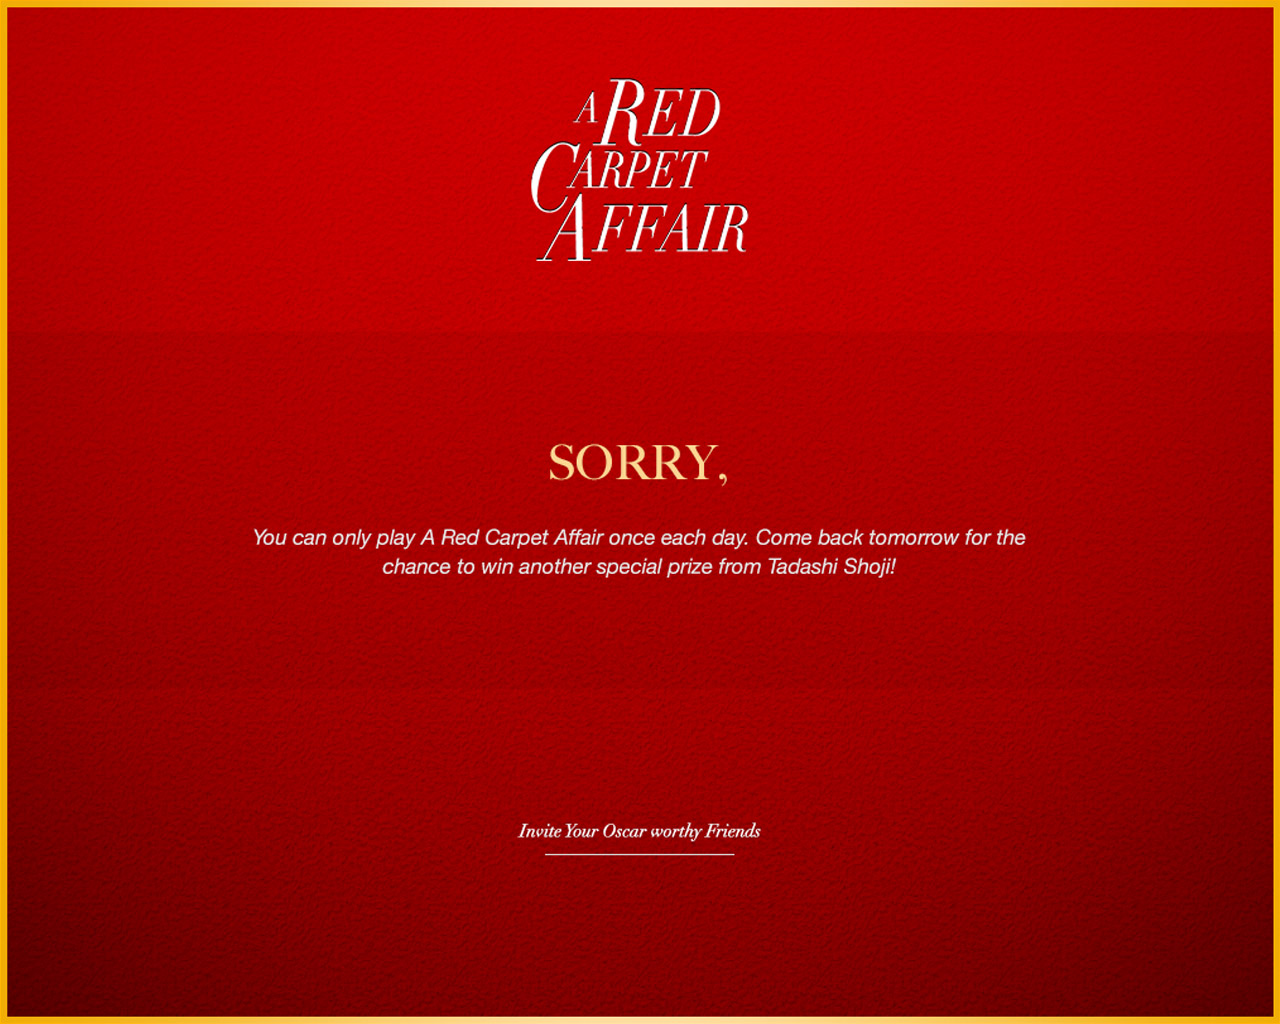 A RED
CARPET
AFFAIR
SORRY,
You can only play A Red Carpet Affair once each day. Come back tomorrow for the
chance to win another special prize from Tadashi Shoji!
Invite Your Oscar worthy Friends